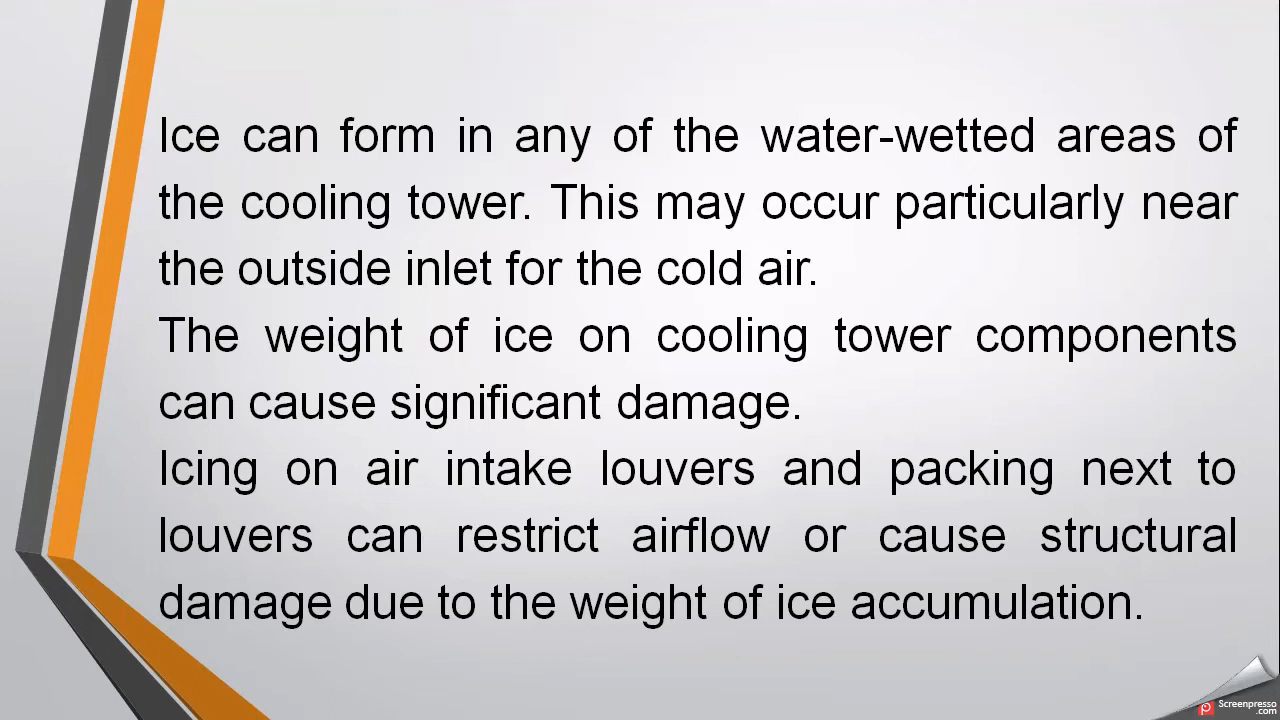 Ice can form in any of the water-wetted areas of
the cooling tower. This may occur particularly near
the outside inlet for the cold air.
The weight of ice on cooling tower components
can cause significant damage.
Icing on air intake louvers and packing next to
louvers can restrict airflow or cause structural
damage due to the weight of ice accumulation.
Screenpresso
.com